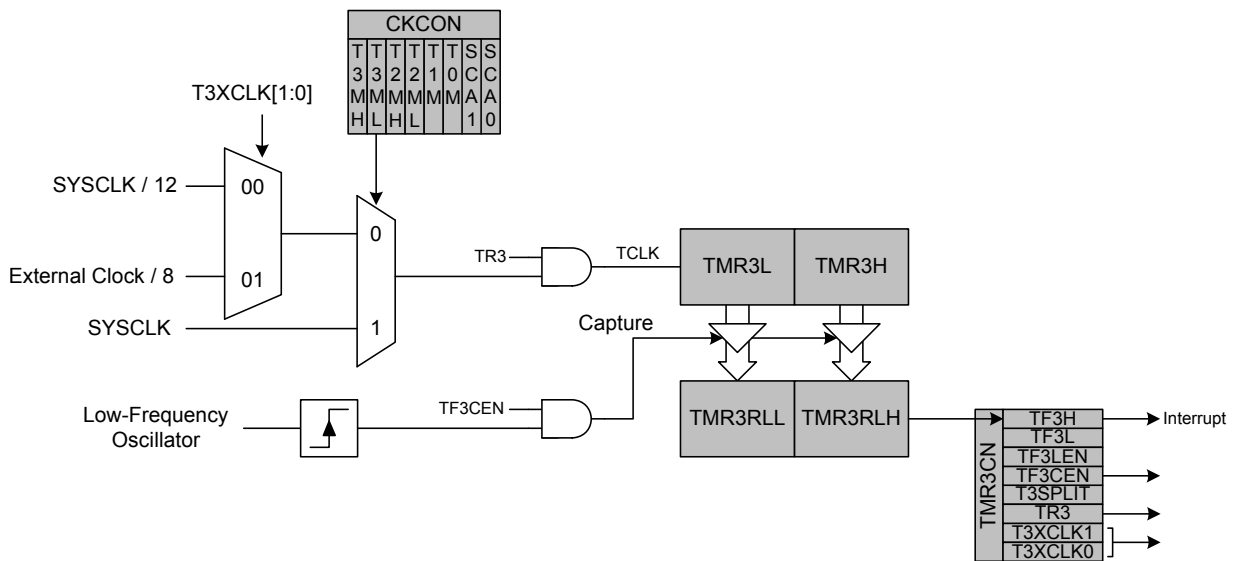 CKCON
T3MH
T3ML
T2MH
T2ML
T1M
T0M
SCA1
SCA0
T3XCLK[1:0]
SYSCLK / 12
00
External Clock / 8
01
SYSCLK
0
1
TR3
TCLK
TMR3L
TMR3H
Capture
Low-Frequency
Oscillator
TF3CEN
TMR3RLL
TMR3RLH
TMR3CN
TF3H
TF3L
TF3LEN
TF3CEN
T3SPLIT
TR3
T3XCLK1
T3XCLK0
Interrupt